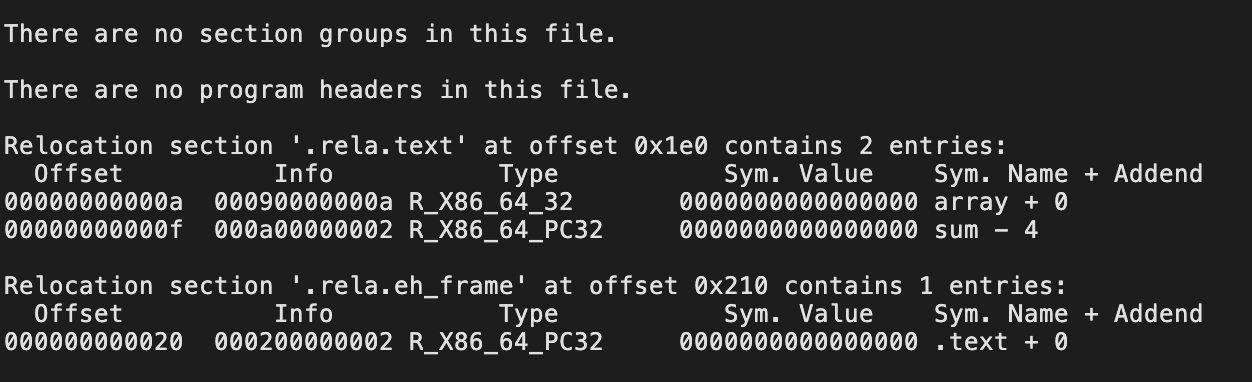 There are no section groups in this file.
There are no program headers in this file.
Relocation section '.rela.text' at offset 0x1e0 contains 2 entries:
  Offset          Info           Type           Sym. Value    Sym. Name + Addend
00000000000a  00090000000a R_X86_64_32       0000000000000000 array + 0
00000000000f  000a00000002 R_X86_64_PC32     0000000000000000 sum - 4
Relocation section '.rela.eh_frame' at offset 0x210 contains 1 entries:
  Offset          Info           Type           Sym. Value    Sym. Name + Addend
000000000020  000200000002 R_X86_64_PC32     0000000000000000 .text + 0